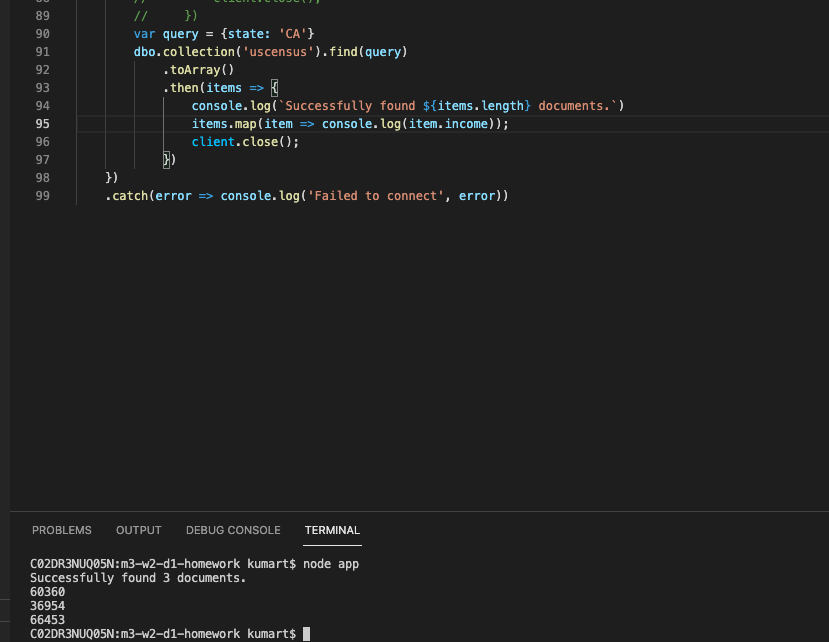 89 // })
90 var query = {state: 'CA'}
91 dbo.collection('uscensus').find(query)
92 .toArray()
93 .then(items => {
94 console.log(`Successfully found ${items.length} documents.`)
95 items.map(item => console.log(item.income));
96 client.close();
97 })
98 })
99 .catch(error => console.log('Failed to connect', error))
PROBLEMS OUTPUT DEBUG CONSOLE TERMINAL
C02DR3NUQ05N:m3-w2-d1-homework kumart$ node app
Successfully found 3 documents.
60360
36954
66453
C02DR3NUQ05N:m3-w2-d1-homework kumart$